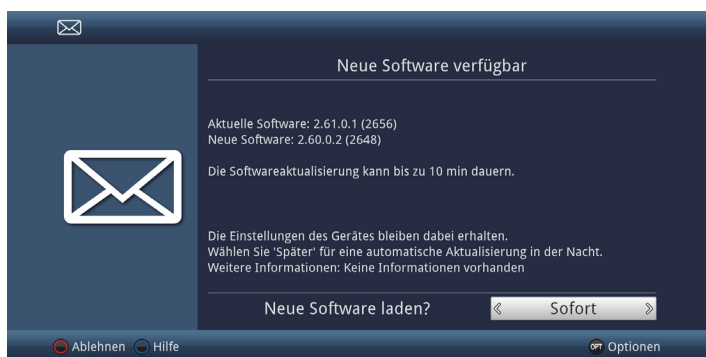 Neue Software verfügbar
Aktuelle Software: 2.61.0.1 (2656)
Neue Software: 2.60.0.2 (2648)
Die Softwareaktualisierung kann bis zu 10 min dauern.
Die Einstellungen des Gerätes bleiben dabei erhalten.
Wählen Sie 'Später' für eine automatische Aktualisierung in der Nacht.
Weitere Informationen: Keine Informationen vorhanden
Neue Software laden? « Sofort »
Ablehnen Hilfe OPT Optionen